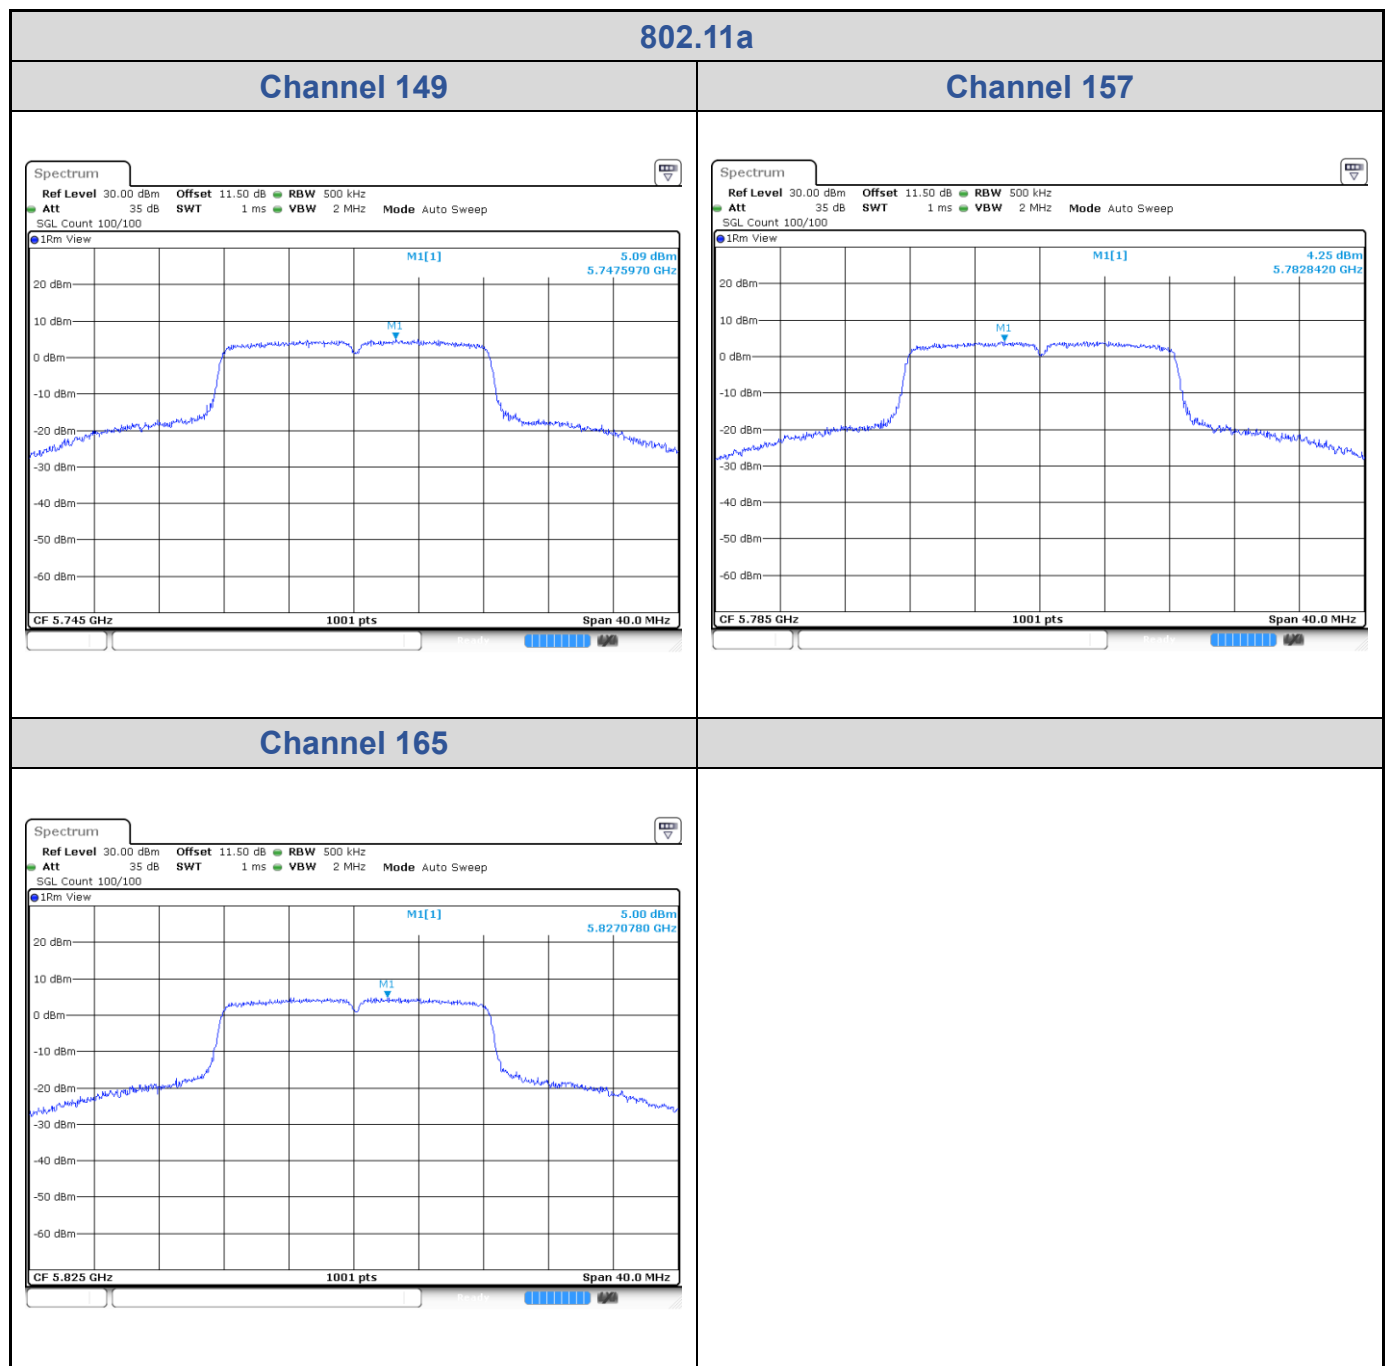 802.11a
Channel 149 Channel 157
Spectrum
Ref Level 30.00 dBm Offset 11.50 dB RBW 500 kHz
Att 35 dB SWT 1 ms VBW 2 MHz Mode Auto Sweep
SGL Count 100/100
1Rm View
M1[1] 5.09 dBm
5.7475970 GHz
20 dBm
10 dBm
M1
0 dBm
-10 dBm
-20 dBm
-30 dBm
-40 dBm
-50 dBm
-60 dBm
CF 5.745 GHz 1001 pts Span 40.0 MHz
Spectrum
Ref Level 30.00 dBm Offset 11.50 dB RBW 500 kHz
Att 35 dB SWT 1 ms VBW 2 MHz Mode Auto Sweep
SGL Count 100/100
1Rm View
M1[1] 4.25 dBm
5.7828420 GHz
20 dBm
10 dBm
M1
0 dBm
-10 dBm
-20 dBm
-30 dBm
-40 dBm
-50 dBm
-60 dBm
CF 5.785 GHz 1001 pts Span 40.0 MHz
Channel 165
Spectrum
Ref Level 30.00 dBm Offset 11.50 dB RBW 500 kHz
Att 35 dB SWT 1 ms VBW 2 MHz Mode Auto Sweep
SGL Count 100/100
1Rm View
M1[1] 5.00 dBm
5.8270780 GHz
20 dBm
10 dBm
M1
0 dBm
-10 dBm
-20 dBm
-30 dBm
-40 dBm
-50 dBm
-60 dBm
CF 5.825 GHz 1001 pts Span 40.0 MHz